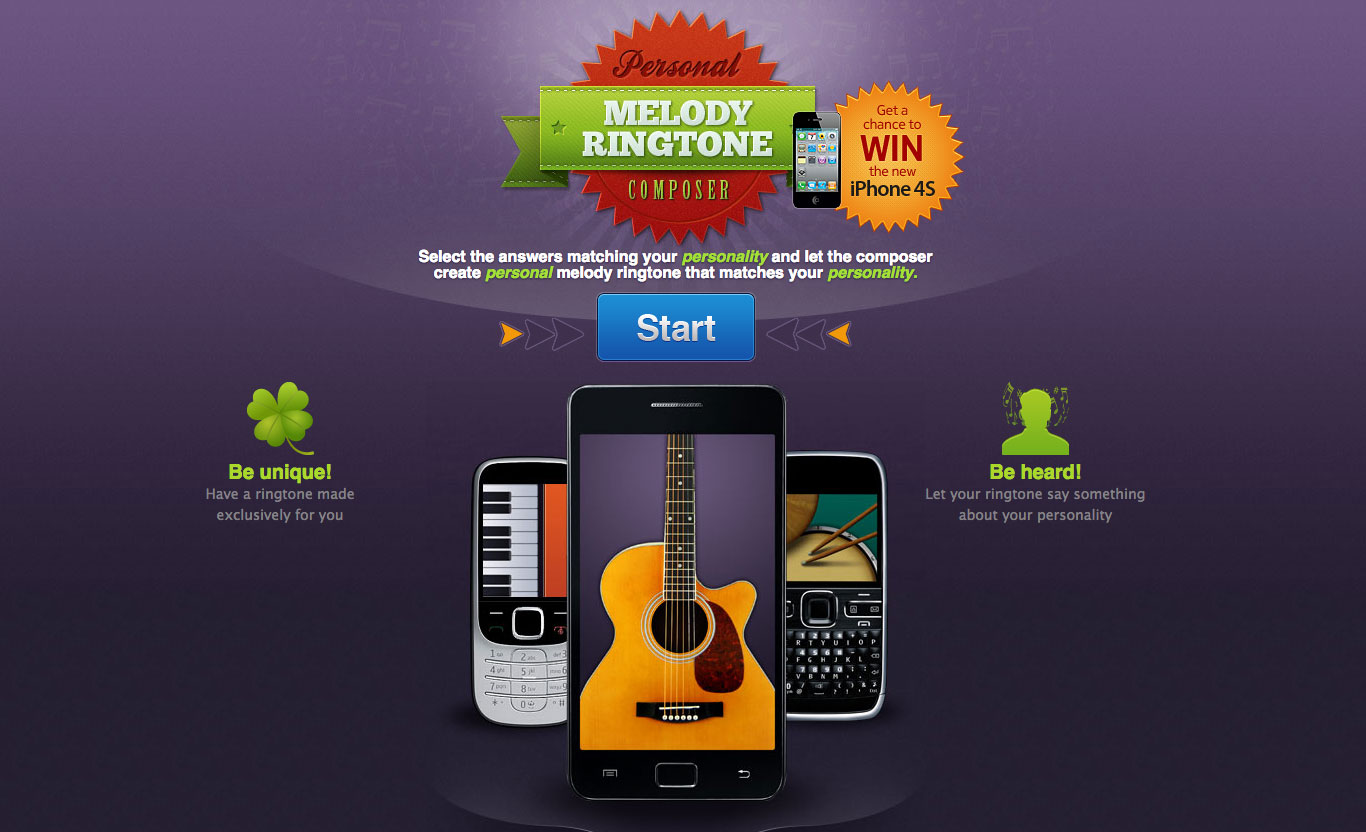 Personal
MELODY
RINGTONE
COMPOSER
Get a
chance to
WIN
the new
iPhone 4S
Select the answers matching your personality and let the composer
create personal melody ringtone that matches your personality.
Start
Be unique!
Have a ringtone made
exclusively for you
Be heard!
Let your ringtone say something
about your personality